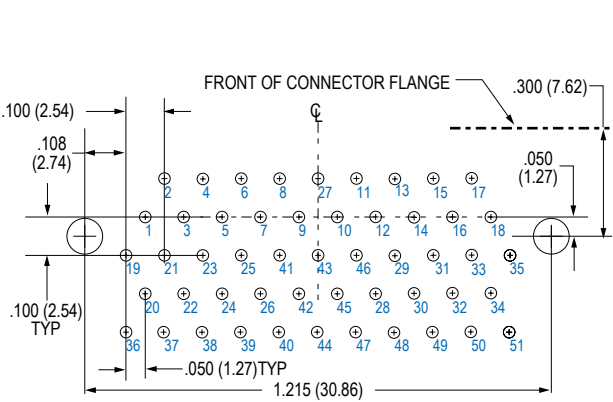 FRONT OF CONNECTOR FLANGE
.300 (7.62)
.100 (2.54)
℄
.108
(2.74)
.050
(1.27)
2 4 6 8 27 11 13 15 17
1 3 5 7 9 10 12 14 16 18
19 21 23 25 41 43 46 29 31 33 35
.100 (2.54)
TYP
20 22 24 26 42 45 28 30 32 34
36 37 38 39 40 44 47 48 49 50 51
.050 (1.27)TYP
1.215 (30.86)